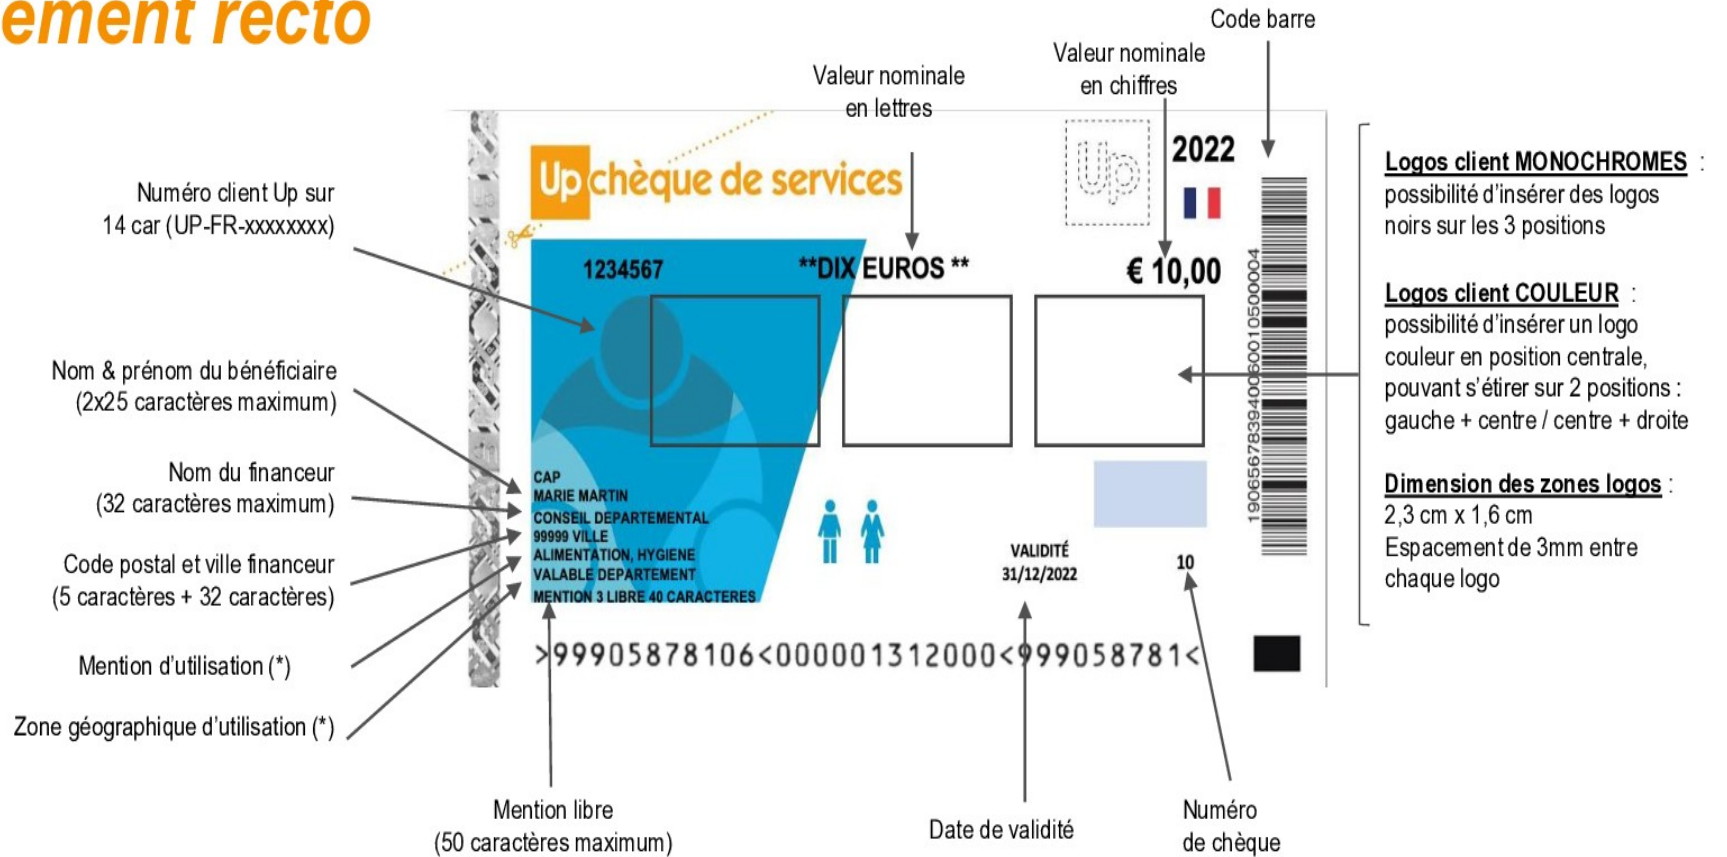 ement recto
Code barre
Valeur nominale
en chiffres
Valeur nominale
en lettres
Numéro client Up sur
14 car (UP-FR-xxxxxxxx)
Nom & prénom du bénéficiaire
(2x25 caractères maximum)
Nom du financeur
(32 caractères maximum)
Code postal et ville financeur
(5 caractères + 32 caractères)
Mention d'utilisation (*)
Zone géographique d'utilisation (*)
Up chèque de services
Up
2022
1234567
**DIX EUROS **
€ 10,00
CAP
MARIE MARTIN
CONSEIL DEPARTEMENTAL
99999 VILLE
ALIMENTATION, HYGIENE
VALABLE DEPARTEMENT
MENTION 3 LIBRE 40 CARACTERES
VALIDITÉ
31/12/2022
10
>99905878106<000001312000<999058781<
190656783940060010500004
Logos client MONOCHROMES :
possibilité d'insérer des logos
noirs sur les 3 positions
Logos client COULEUR :
possibilité d'insérer un logo
couleur en position centrale,
pouvant s'étirer sur 2 positions :
gauche + centre / centre + droite
Dimension des zones logos :
2,3 cm x 1,6 cm
Espacement de 3mm entre
chaque logo
Mention libre
(50 caractères maximum)
Date de validité
Numéro
de chèque